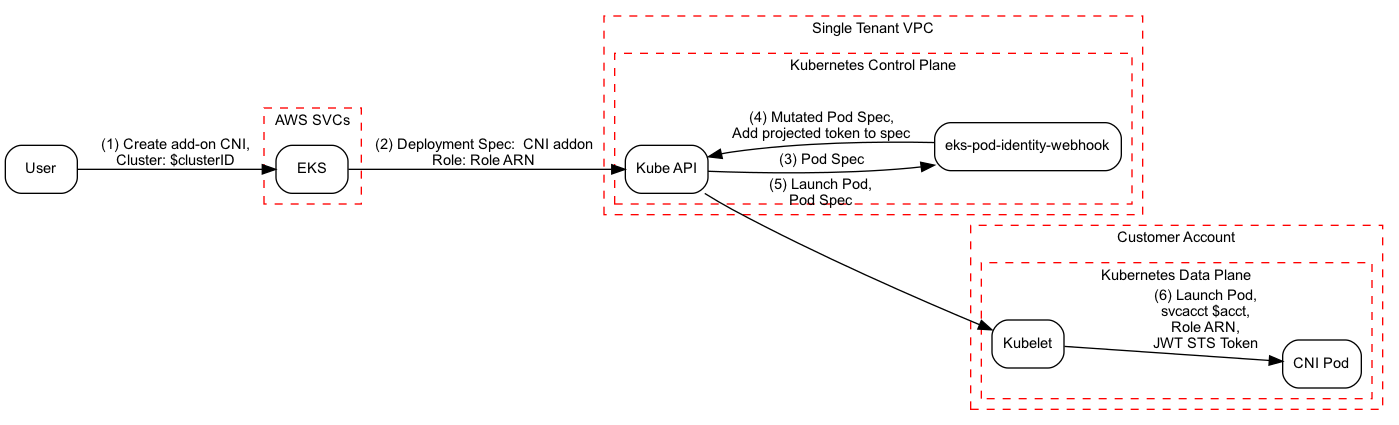 Single Tenant VPC
Kubernetes Control Plane
AWS SVCs
(1) Create add-on CNI,
Cluster: $clusterID
(2) Deployment Spec:  CNI addon
Role: Role ARN
(4) Mutated Pod Spec,
Add projected token to spec
eks-pod-identity-webhook
User
EKS
Kube API
(3) Pod Spec
(5) Launch Pod,
Pod Spec
Customer Account
Kubernetes Data Plane
(6) Launch Pod,
svcacct $acct,
Role ARN,
JWT STS Token
Kubelet
CNI Pod